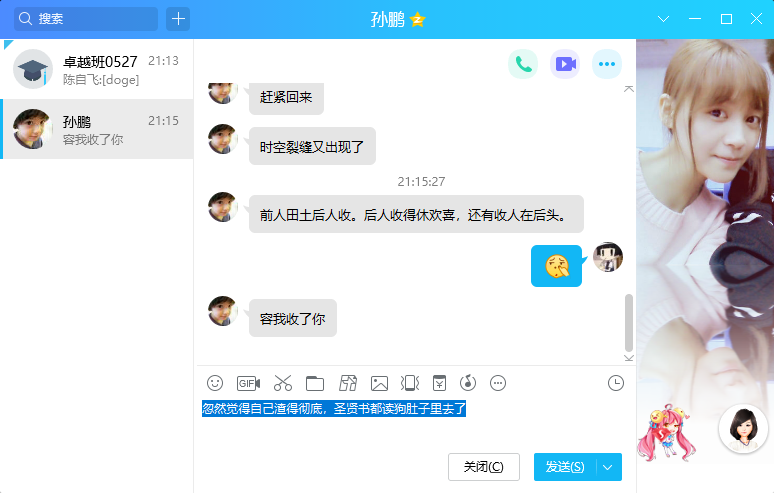 搜索
孙鹏
卓越班0527 21:13
陈自飞:[doge]
孙鹏 21:15
容我收了你
赶紧回来
时空裂缝又出现了
21:15:27
前人田土后人收。后人收得休欢喜，还有收人在后头。
容我收了你
GIF
忽然觉得自己渣得彻底，圣贤书都读狗肚子里去了
关闭(C) 发送(S)